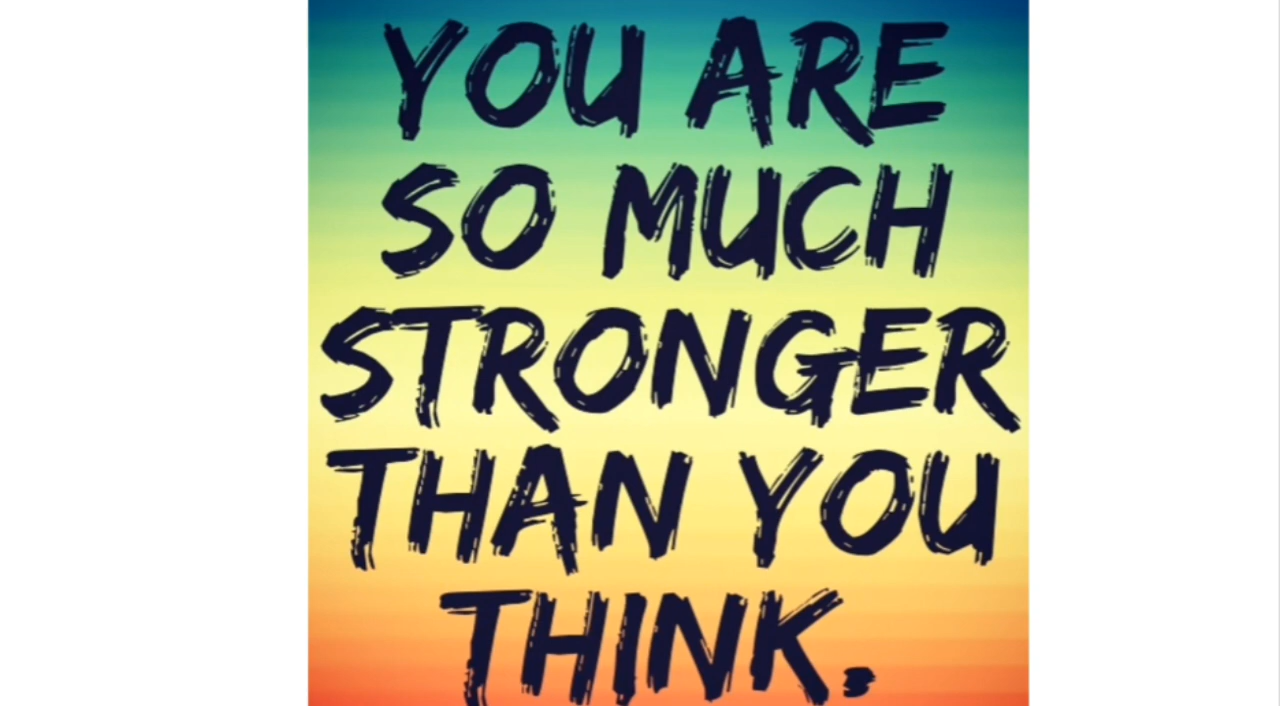 YOU ARE
SO MUCH
STRONGER
THAN YOU
THINK.